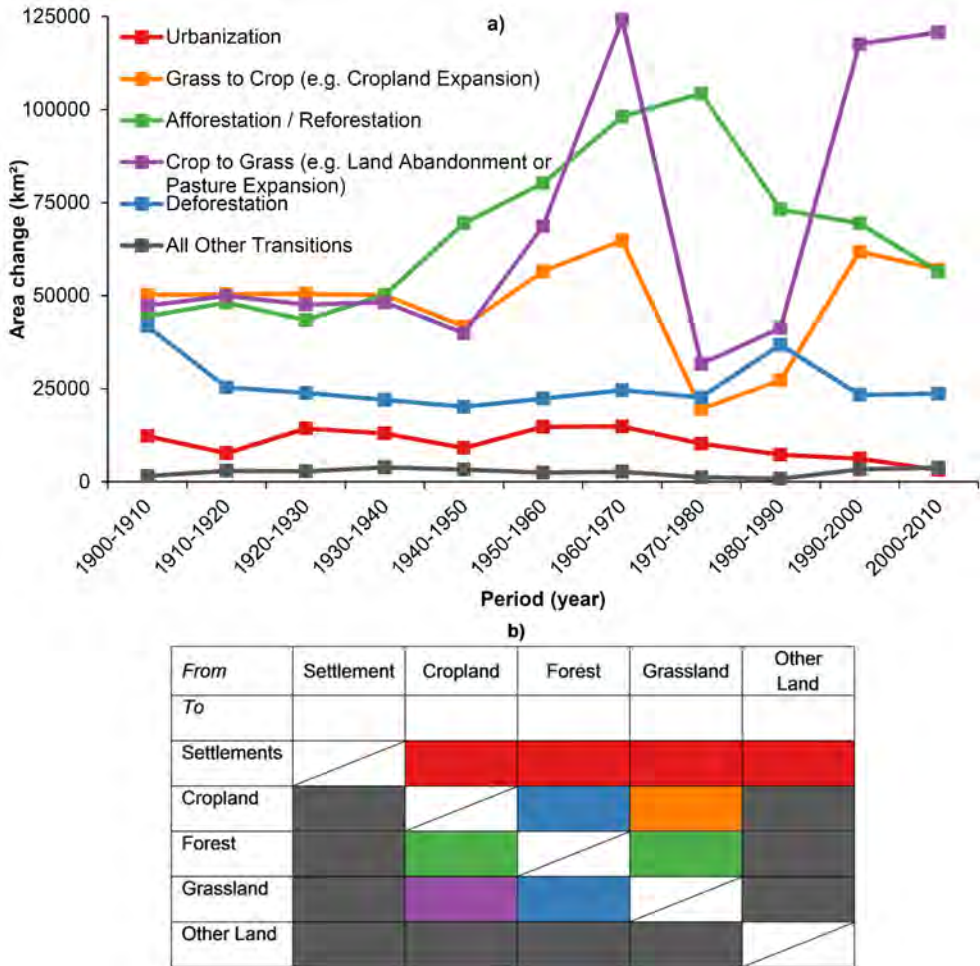 a)
Urbanization
Grass to Crop (e.g. Cropland Expansion)
Afforestation / Reforestation
Crop to Grass (e.g. Land Abandonment or
Pasture Expansion)
Deforestation
All Other Transitions
Area change (km²)
125000
100000
75000
50000
25000
0
1900-1910
1910-1920
1920-1930
1930-1940
1940-1950
1950-1960
1960-1970
1970-1980
1980-1990
1990-2000
2000-2010
Period (year)
b)
From Settlement Cropland Forest Grassland Other Land
To
Settlements
Cropland
Forest
Grassland
Other Land